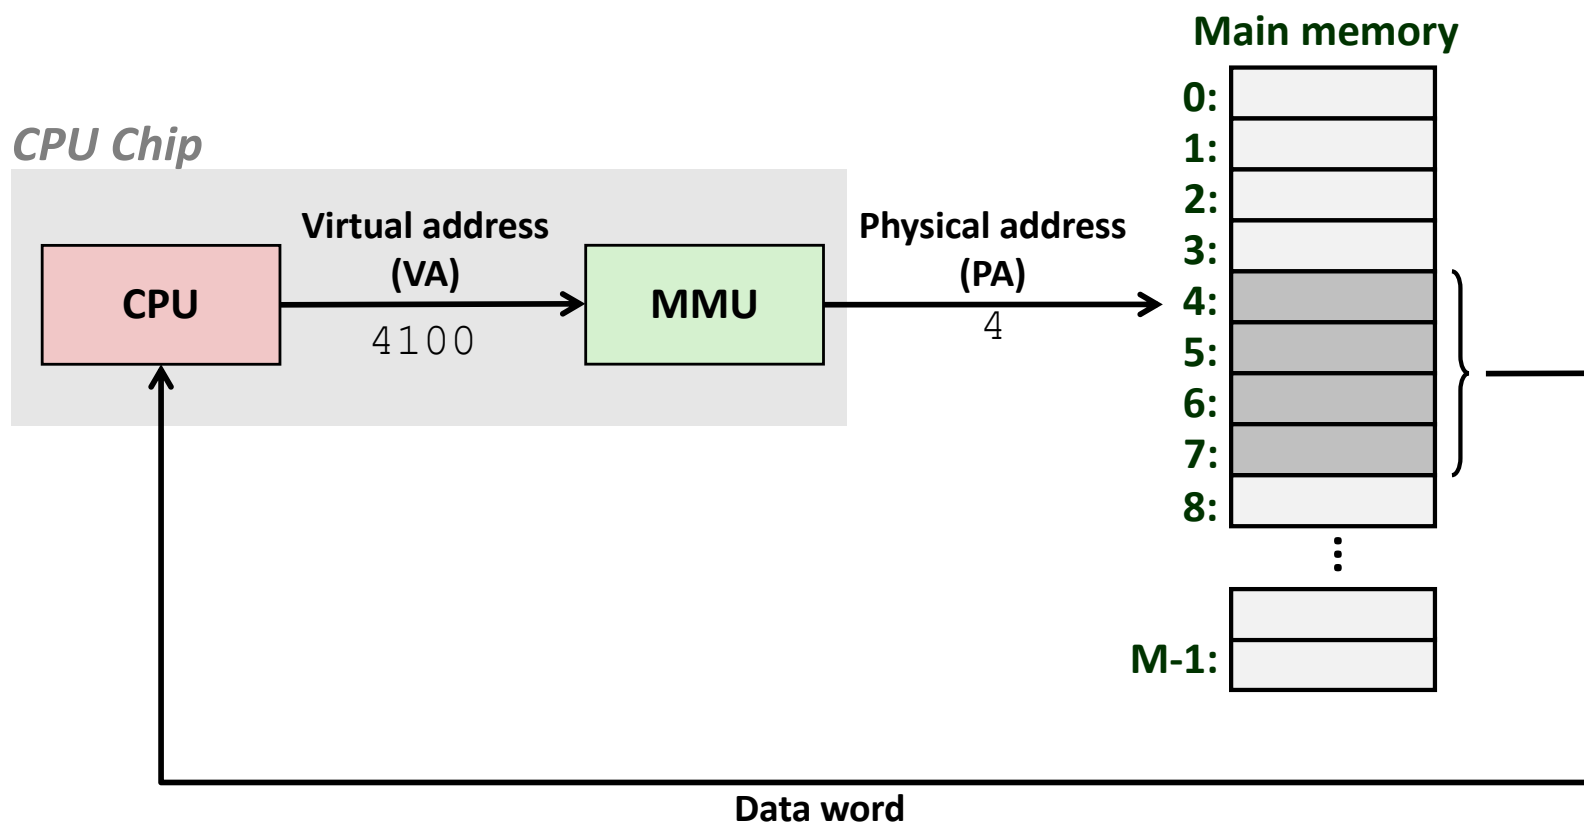 Main memory
0:
1:
2:
3:
4:
5:
6:
7:
8:
M-1:
CPU Chip
Virtual address
(VA)
4100
CPU
MMU
Physical address
(PA)
4
Data word